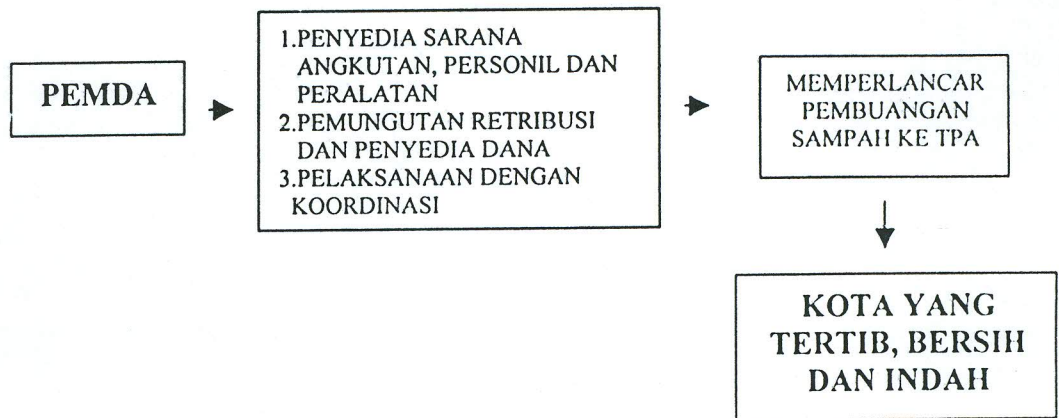 PEMDA
1.PENYEDIA SARANA
ANGKUTAN, PERSONIL DAN
PERALATAN
2.PEMUNGUTAN RETRIBUSI
DAN PENYEDIA DANA
3.PELAKSANAAN DENGAN
KOORDINASI
MEMPERLANCAR
PEMBUANGAN
SAMPAH KE TPA
KOTA YANG
TERTIB, BERSIH
DAN INDAH